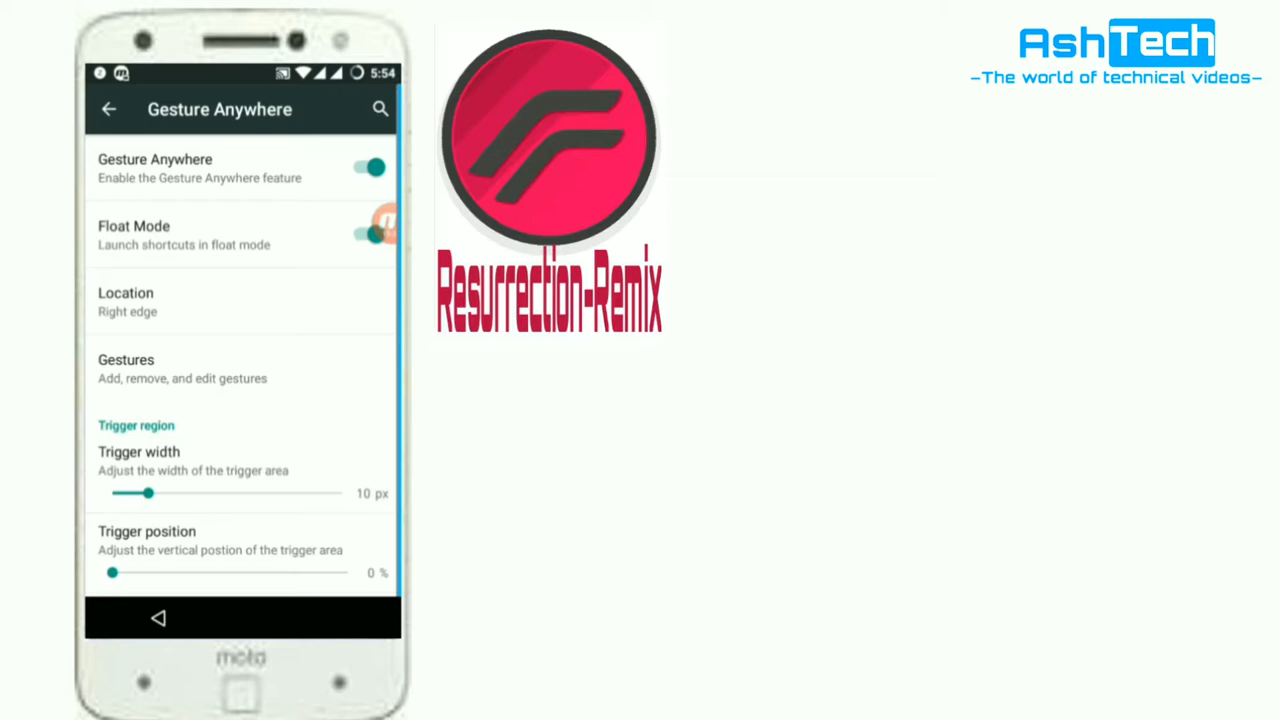 5:54
Gesture Anywhere
Gesture Anywhere
Enable the Gesture Anywhere feature
Float Mode
Launch shortcuts in float mode
Location
Right edge
Gestures
Add, remove, and edit gestures
Trigger region
Trigger width
Adjust the width of the trigger area
10 px
Trigger position
Adjust the vertical postion of the trigger area
0 %
moto
Resurrection-Remix
AshTech
-The world of technical videos-